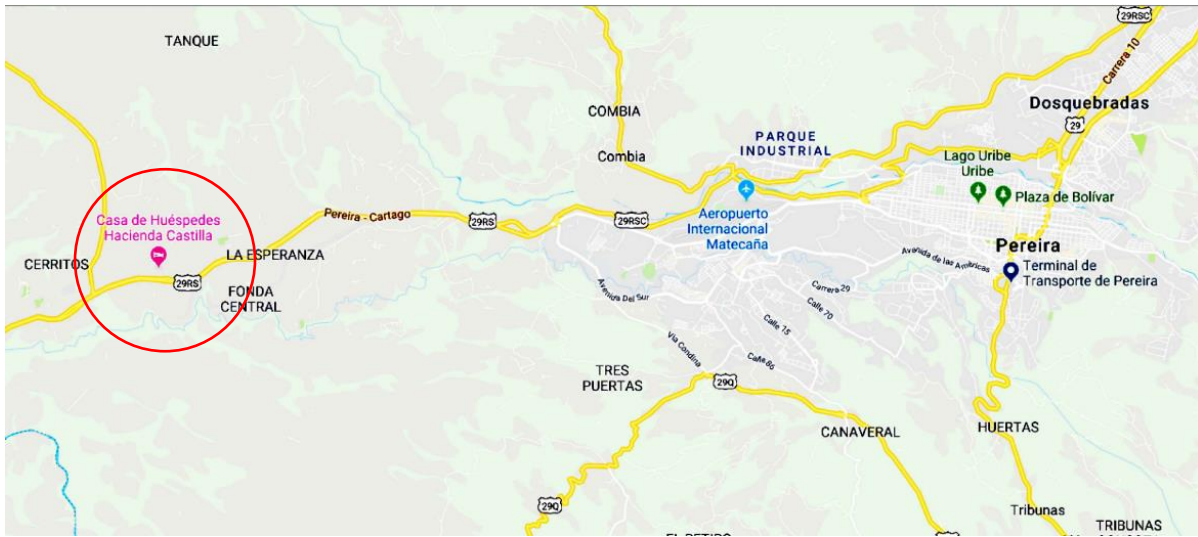 TANQUE
29RSC
Carrera 10
Dosquebradas
29
COMBIA
Combia
PARQUE
INDUSTRIAL
Lago Uribe
Uribe
Plaza de Bolívar
Casa de Huéspedes
Hacienda Castilla
Pereira - Cartago
29RS
29RSC
Aeropuerto
Internacional
Matecaña
Pereira
Avenida de las Américas
Terminal de
Transporte de Pereira
CERRITOS
LA ESPERANZA
29RS
FONDA
CENTRAL
Avenida Del Sur
Carrera 29
Calle 70
Calle 15
Via Condina
Calle 86
TRES
PUERTAS
29Q
CANAVERAL
HUERTAS
29Q
Tribunas
TRIBUNAS